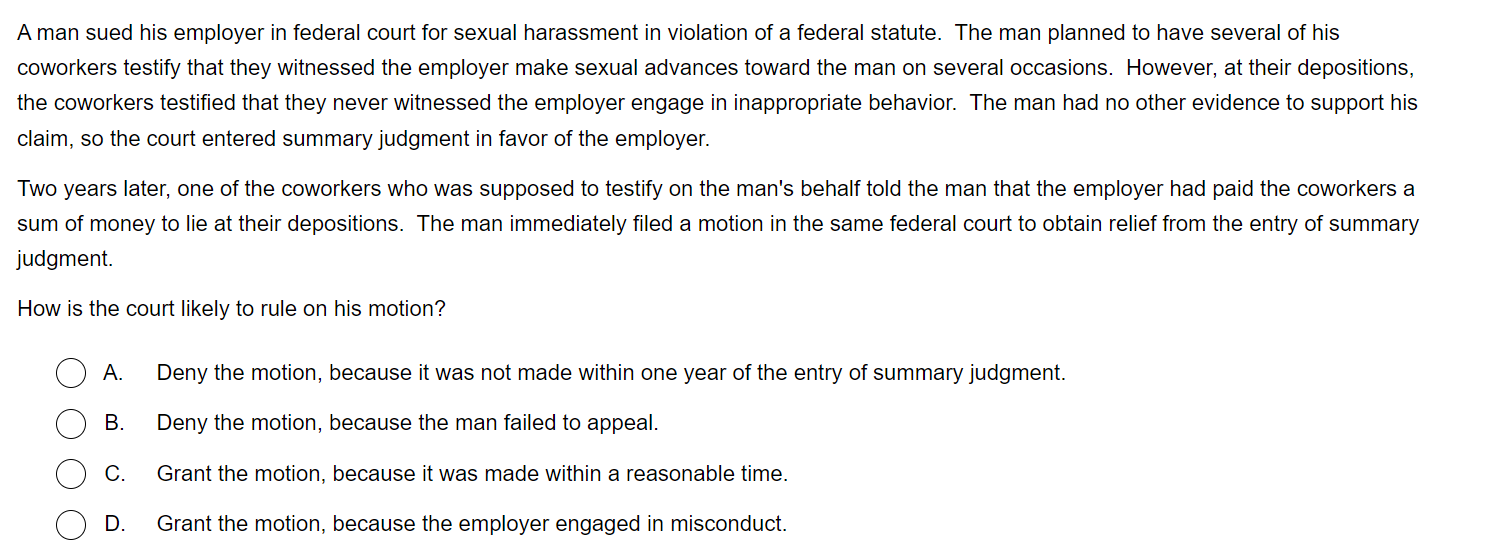 A man sued his employer in federal court for sexual harassment in violation of a federal statute.  The man planned to have several of his
coworkers testify that they witnessed the employer make sexual advances toward the man on several occasions.  However, at their depositions,
the coworkers testified that they never witnessed the employer engage in inappropriate behavior.  The man had no other evidence to support his
claim, so the court entered summary judgment in favor of the employer.
Two years later, one of the coworkers who was supposed to testify on the man's behalf told the man that the employer had paid the coworkers a
sum of money to lie at their depositions.  The man immediately filed a motion in the same federal court to obtain relief from the entry of summary
judgment.
How is the court likely to rule on his motion?
A. Deny the motion, because it was not made within one year of the entry of summary judgment.
B. Deny the motion, because the man failed to appeal.
C. Grant the motion, because it was made within a reasonable time.
D. Grant the motion, because the employer engaged in misconduct.